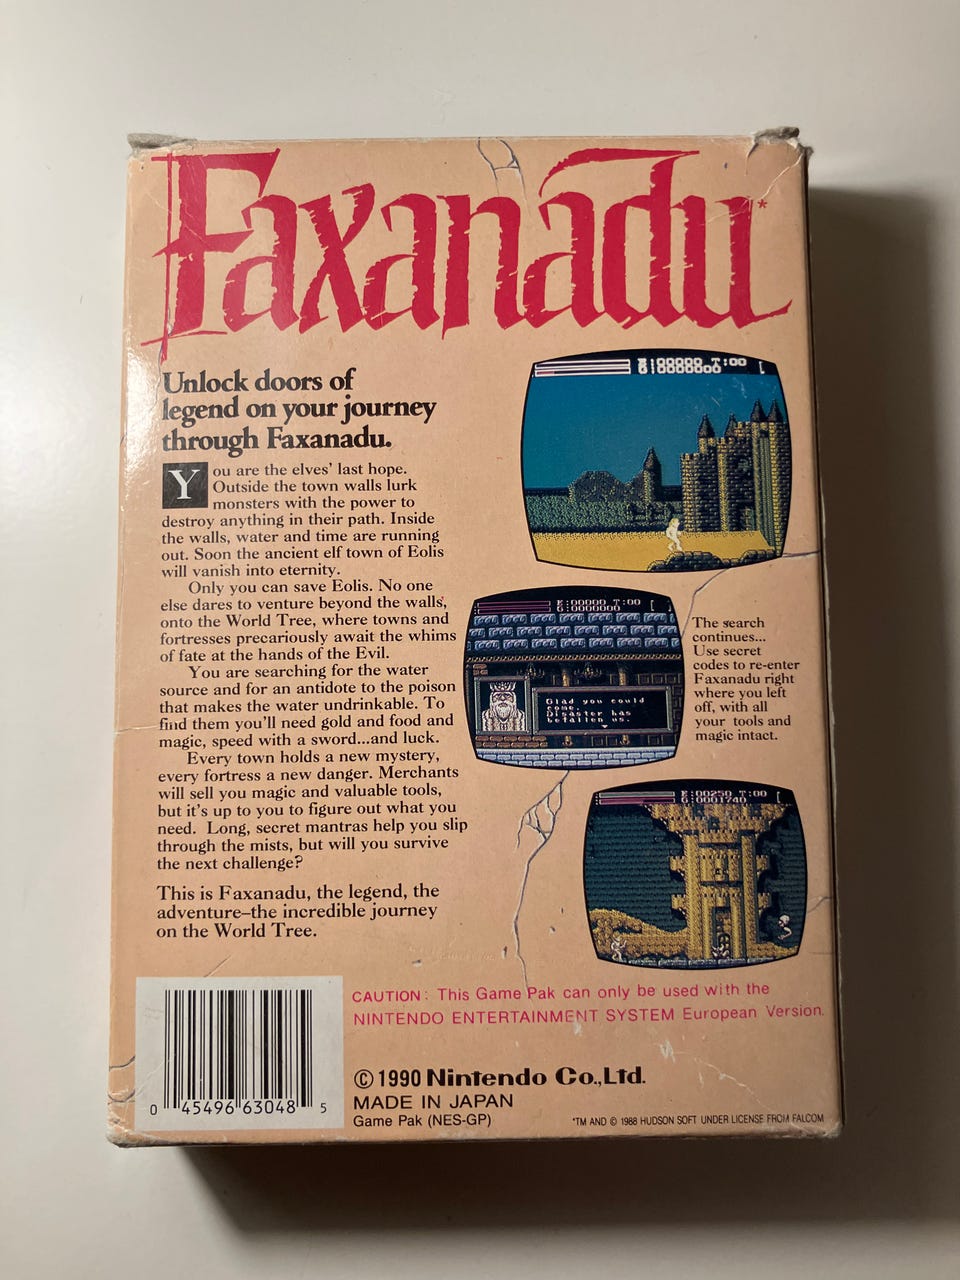 Faxanadu*
Unlock doors of
legend on your journey
through Faxanadu.
You are the elves' last hope.
Outside the town walls lurk
monsters with the power to
destroy anything in their path. Inside
the walls, water and time are running
out. Soon the ancient elf town of Eolis
will vanish into eternity.
Only you can save Eolis. No one
else dares to venture beyond the walls,
onto the World Tree, where towns and
fortresses precariously await the whims
of fate at the hands of the Evil.
You are searching for the water
source and for an antidote to the poison
that makes the water undrinkable. To
find them you'll need gold and food and
magic, speed with a sword...and luck.
Every town holds a new mystery,
every fortress a new danger. Merchants
will sell you magic and valuable tools,
but it's up to you to figure out what you
need. Long, secret mantras help you slip
through the mists, but will you survive
the next challenge?
This is Faxanadu, the legend, the
adventure–the incredible journey
on the World Tree.
E:00000 T:00
G:0000000
E:00000 T:00
G:0000000
Glad you could
come.
Disaster has
befallen us.
The search
continues...
Use secret
codes to re-enter
Faxanadu right
where you left
off, with all
your tools and
magic intact.
E:00250 T:00
G:0001740
CAUTION: This Game Pak can only be used with the
NINTENDO ENTERTAINMENT SYSTEM European Version.
0 45496 63048 5
© 1990 Nintendo Co.,Ltd.
MADE IN JAPAN
Game Pak (NES-GP)
*TM AND © 1988 HUDSON SOFT UNDER LICENSE FROM FALCOM